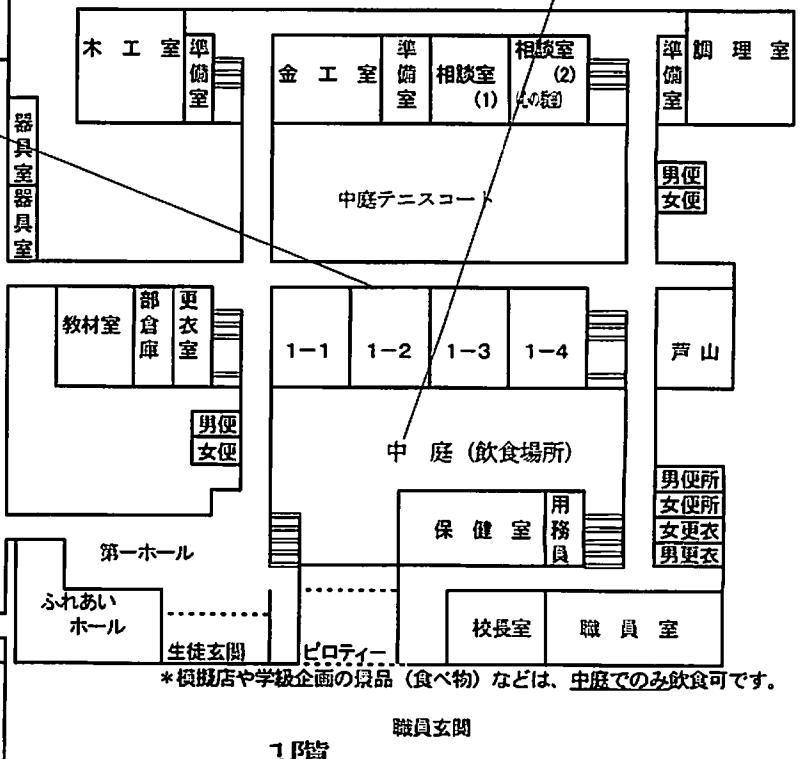 木工室
準備室
金工室
準備室
相談室
(1)
相談室
(2)
準備室
調理室
器具室
器具室
中庭テニスコート
男便
女便
教材室
部倉庫
更衣室
1−1
1−2
1−3
1−4
芦山
男便
女便
中 庭（飲食場所）
保健室
用務員
男便所
女便所
女更衣
男更衣
第一ホール
ふれあい
ホール
生徒玄関
ピロティー
校長室
職員室
＊模擬店や学級企画の景品（食べ物）などは、中庭でのみ飲食可です。
職員玄関
1階